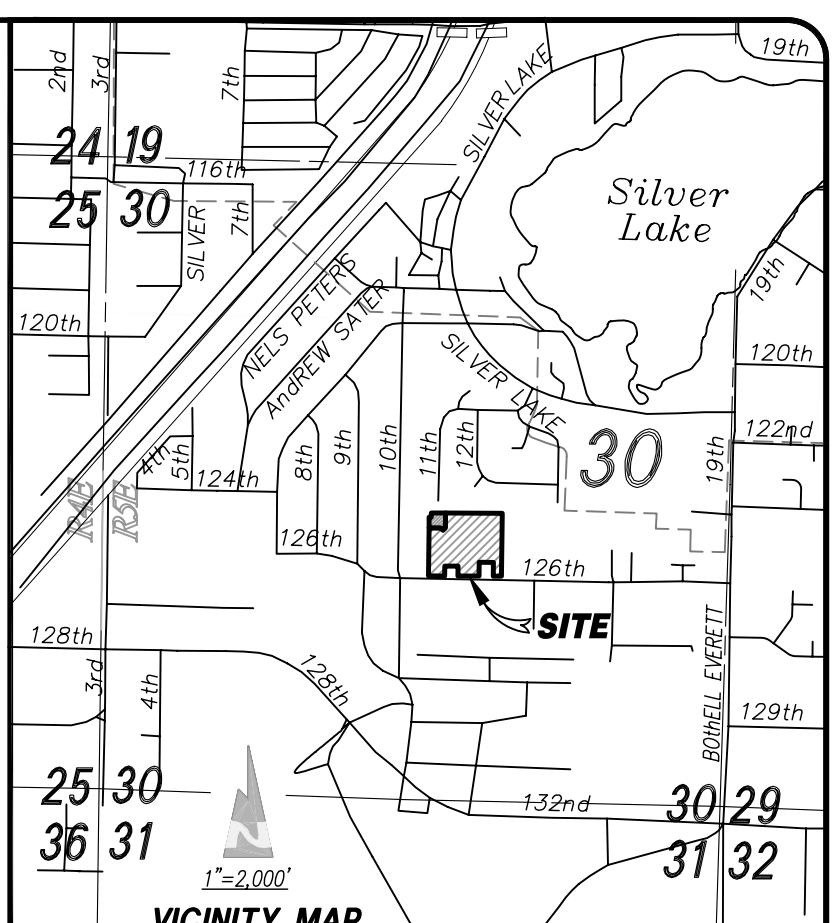 2nd
3rd
7th
SILVER LAKE
19th
24 19
25 30
116th
SILVER
7th
Silver
Lake
19th
120th
NELS PETERS
AndREW SATER
SILVER LAKE
120th
122nd
4th
5th
124th
8th
9th
10th
11th
12th
30
19th
R4E
R5E
126th
126th
SITE
128th
3rd
4th
128th
BOthELL EVERETT
129th
25 30
36 31
N
132nd
30 29
31 32
1"=2,000'
VICINITY MAP